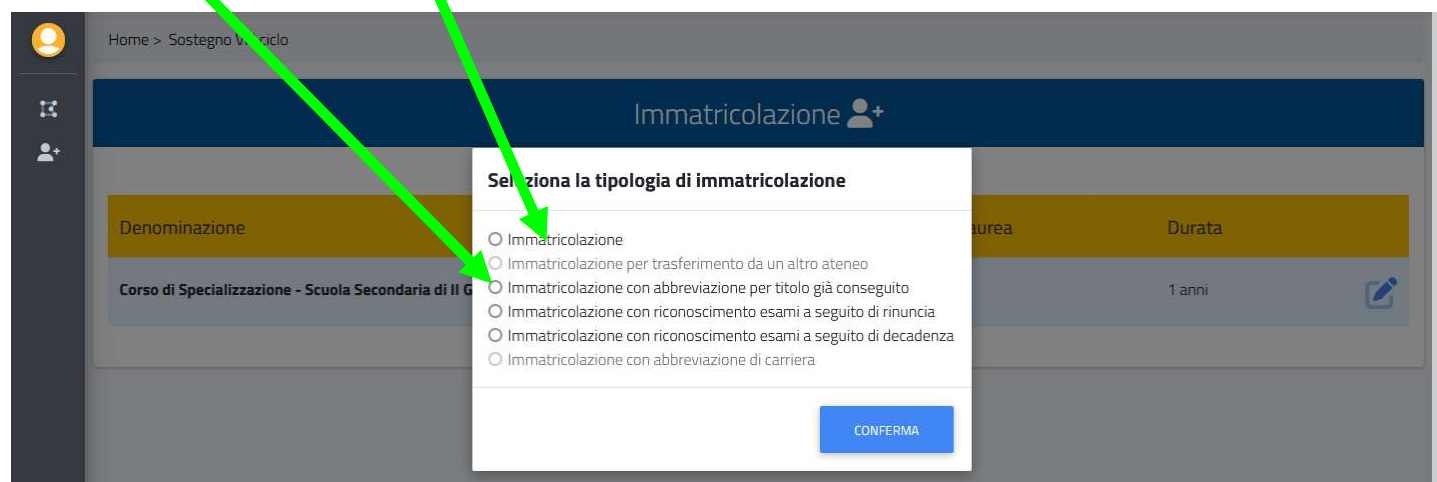 Home > Sostegno V ciclo
Immatricolazione
Seleziona la tipologia di immatricolazione
Denominazione
aurea
Durata
Immatricolazione
Immatricolazione per trasferimento da un altro ateneo
Immatricolazione con abbreviazione per titolo già conseguito
Immatricolazione con riconoscimento esami a seguito di rinuncia
Immatricolazione con riconoscimento esami a seguito di decadenza
Immatricolazione con abbreviazione di carriera
Corso di Specializzazione - Scuola Secondaria di II G
1 anni
CONFERMA